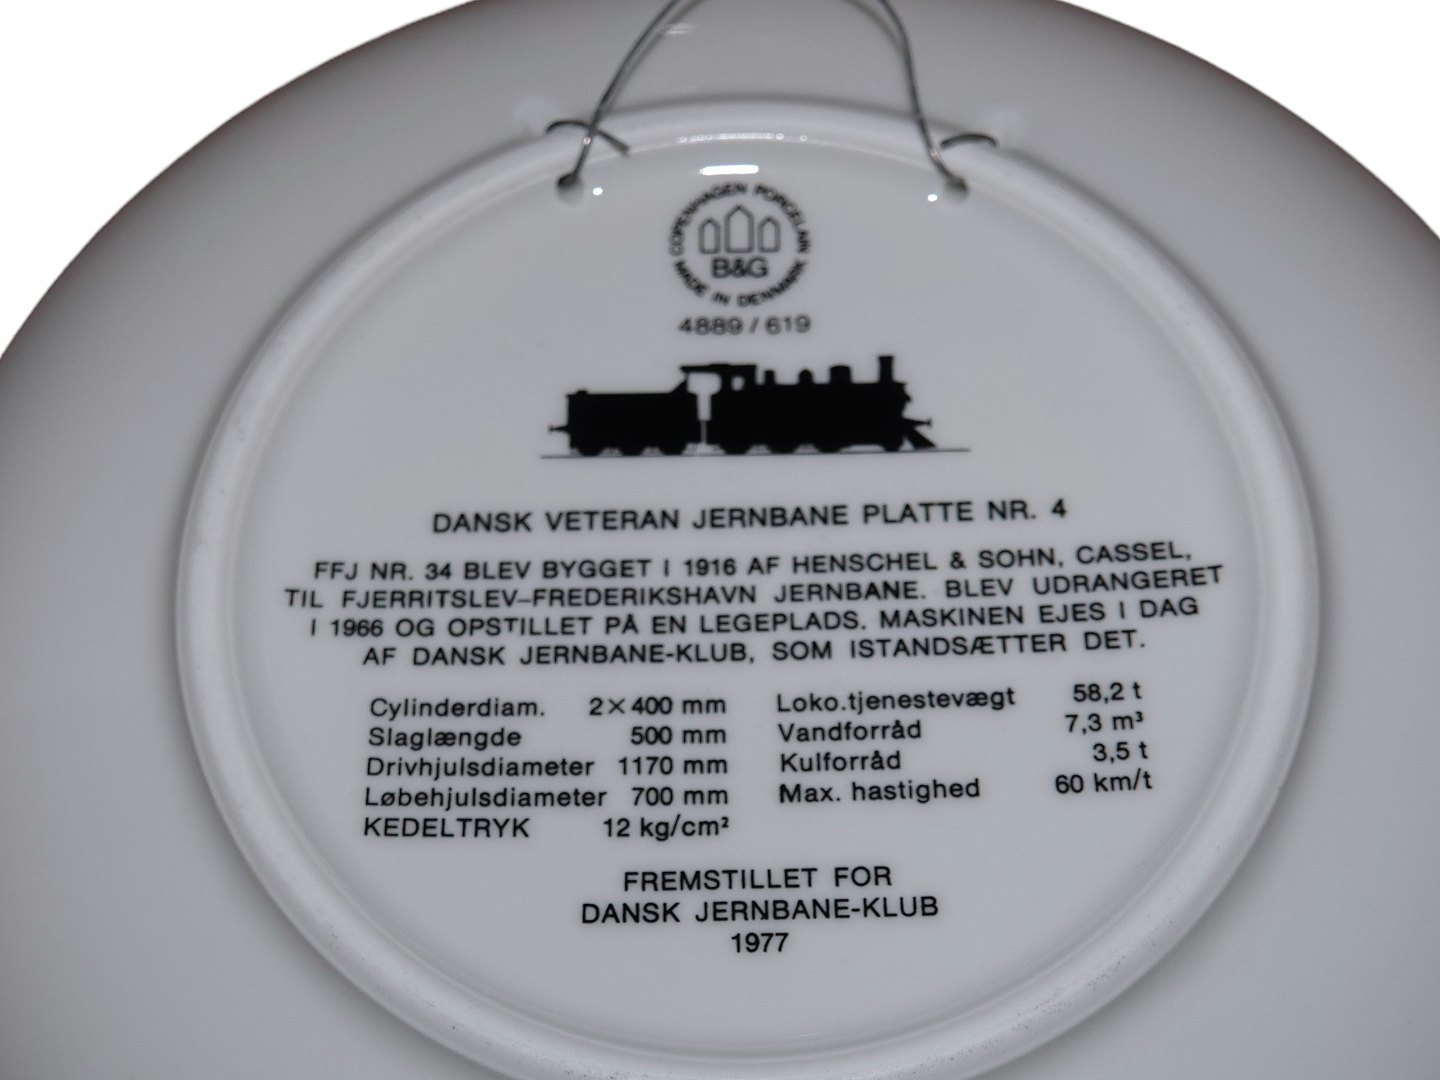 COPENHAGEN PORCELAIN
B&G
MADE IN DENMARK
4889 / 619
DANSK VETERAN JERNBANE PLATTE NR. 4
FFJ NR. 34 BLEV BYGGET I 1916 AF HENSCHEL & SOHN, CASSEL,
TIL FJERRITSLEV–FREDERIKSHAVN JERNBANE. BLEV UDRANGERET
I 1966 OG OPSTILLET PÅ EN LEGEPLADS. MASKINEN EJES I DAG
AF DANSK JERNBANE-KLUB, SOM ISTANDSÆTTER DET.
Cylinderdiam. 2×400 mm Loko.tjenestevægt 58,2 t
Slaglængde 500 mm Vandforråd 7,3 m³
Drivhjulsdiameter 1170 mm Kulforråd 3,5 t
Løbehjulsdiameter 700 mm Max. hastighed 60 km/t
KEDELTRYK 12 kg/cm²
FREMSTILLET FOR
DANSK JERNBANE-KLUB
1977